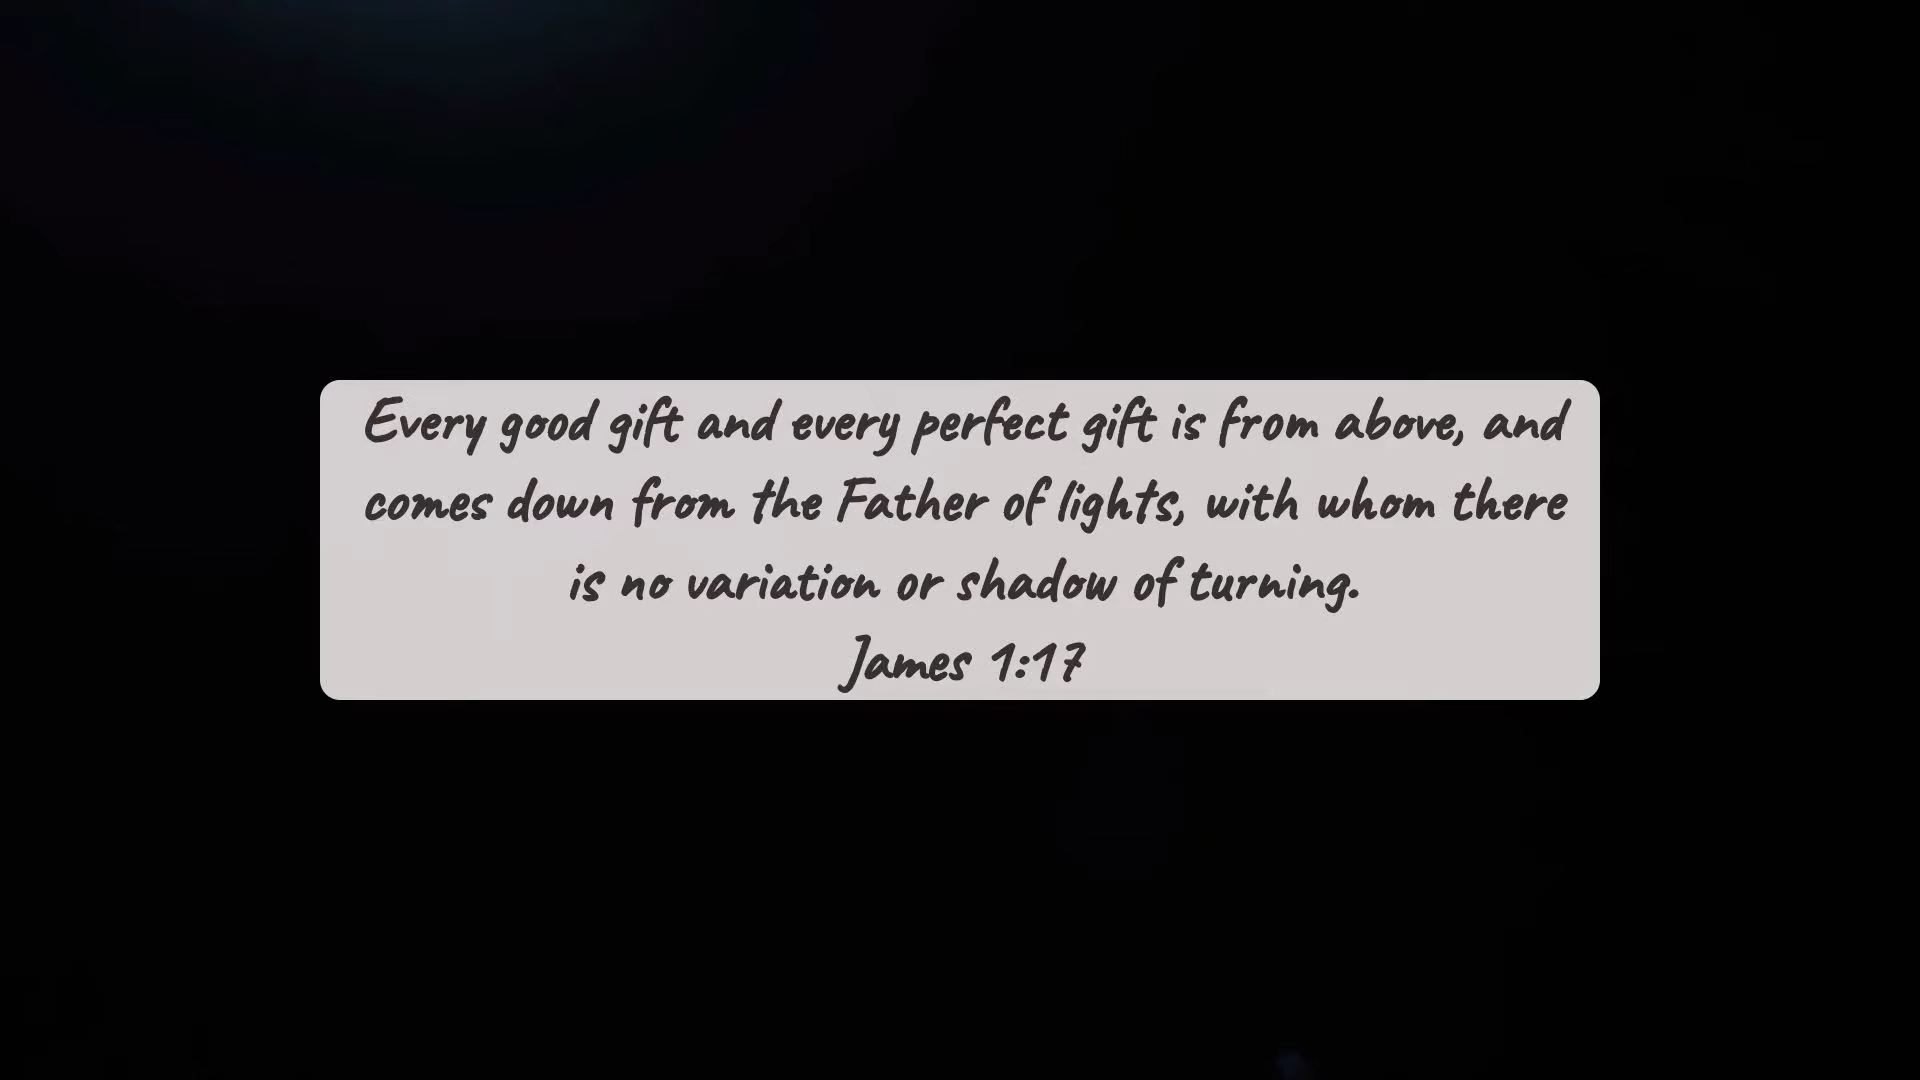 Every good gift and every perfect gift is from above, and
comes down from the Father of lights, with whom there
is no variation or shadow of turning.
James 1:17